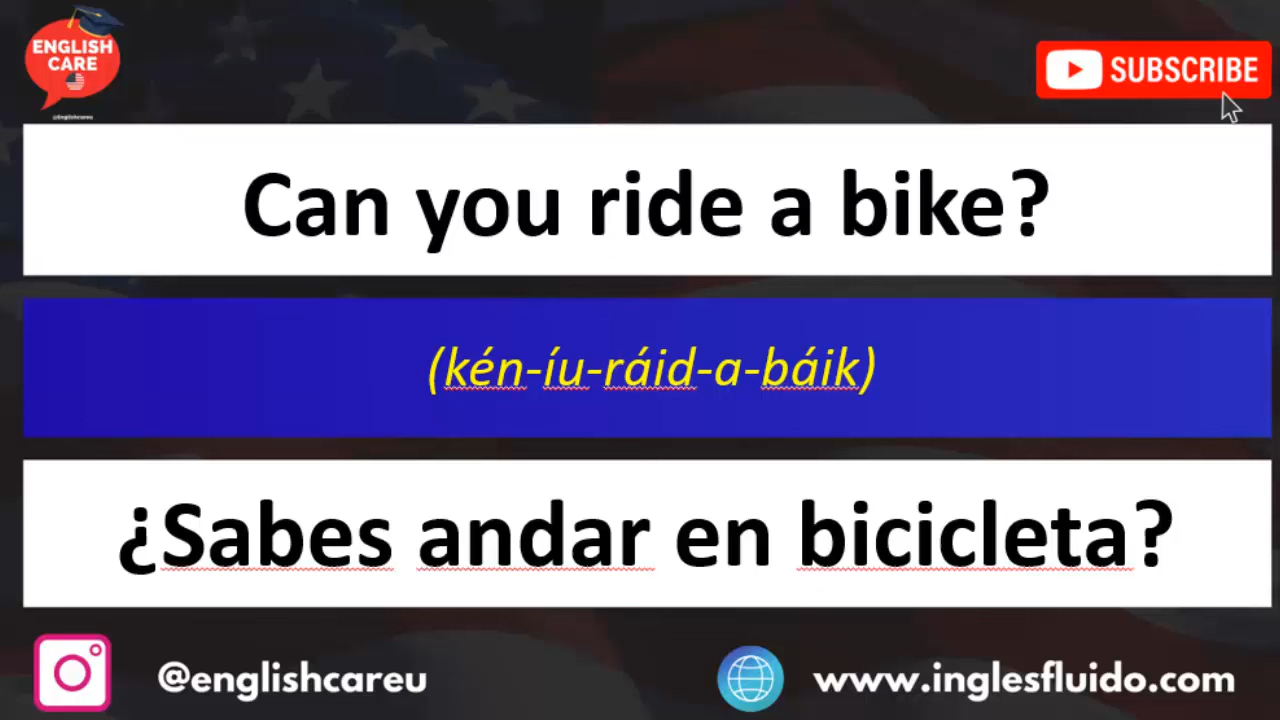 ENGLISH
CARE
@Englishcareu
SUBSCRIBE
Can you ride a bike?
(kén-íu-ráid-a-báik)
¿Sabes andar en bicicleta?
@englishcareu
www.inglesfluido.com